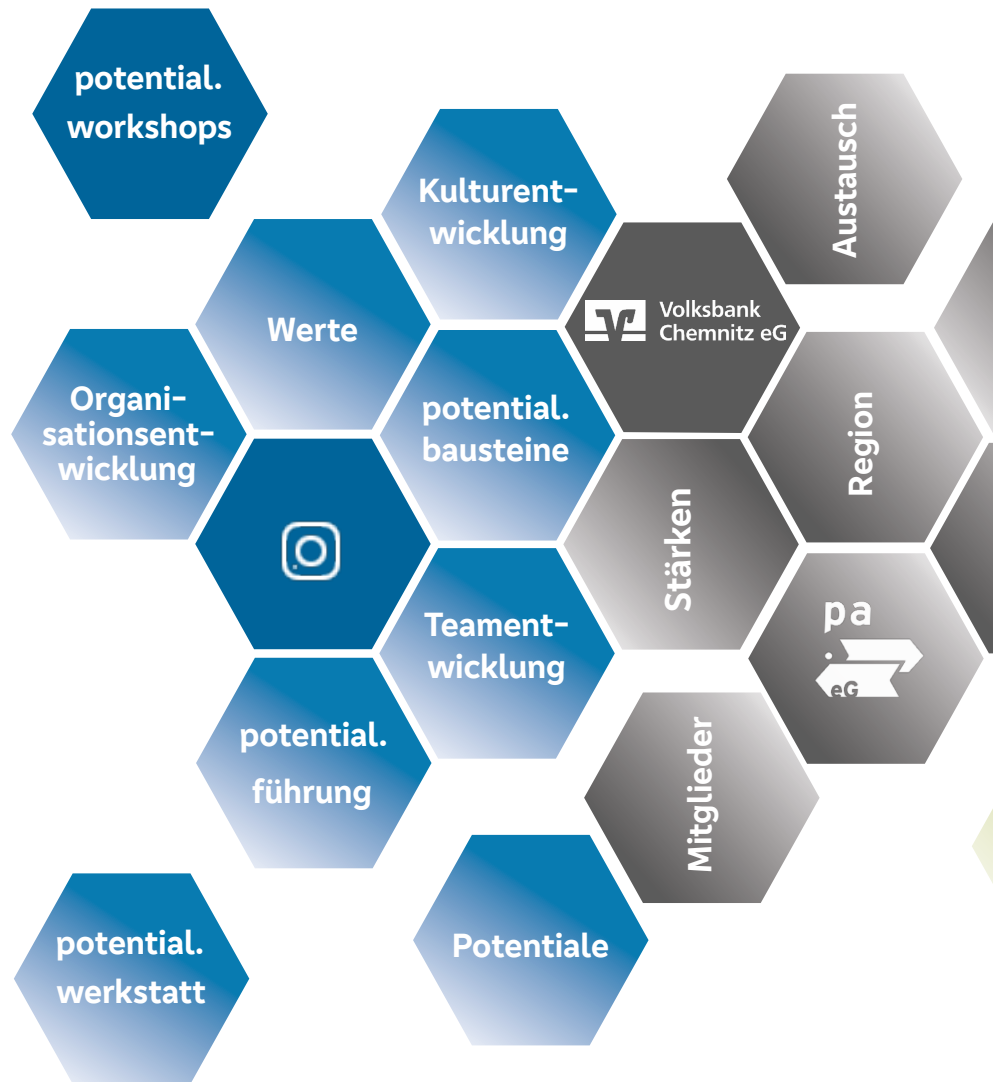 potential.
workshops
Kulturent-
wicklung
Austausch
Werte
Volksbank
Chemnitz eG
Organi-
sationsent-
wicklung
potential.
bausteine
Region
Stärken
Teament-
wicklung
pa
eG
potential.
führung
Mitglieder
potential.
werkstatt
Potentiale